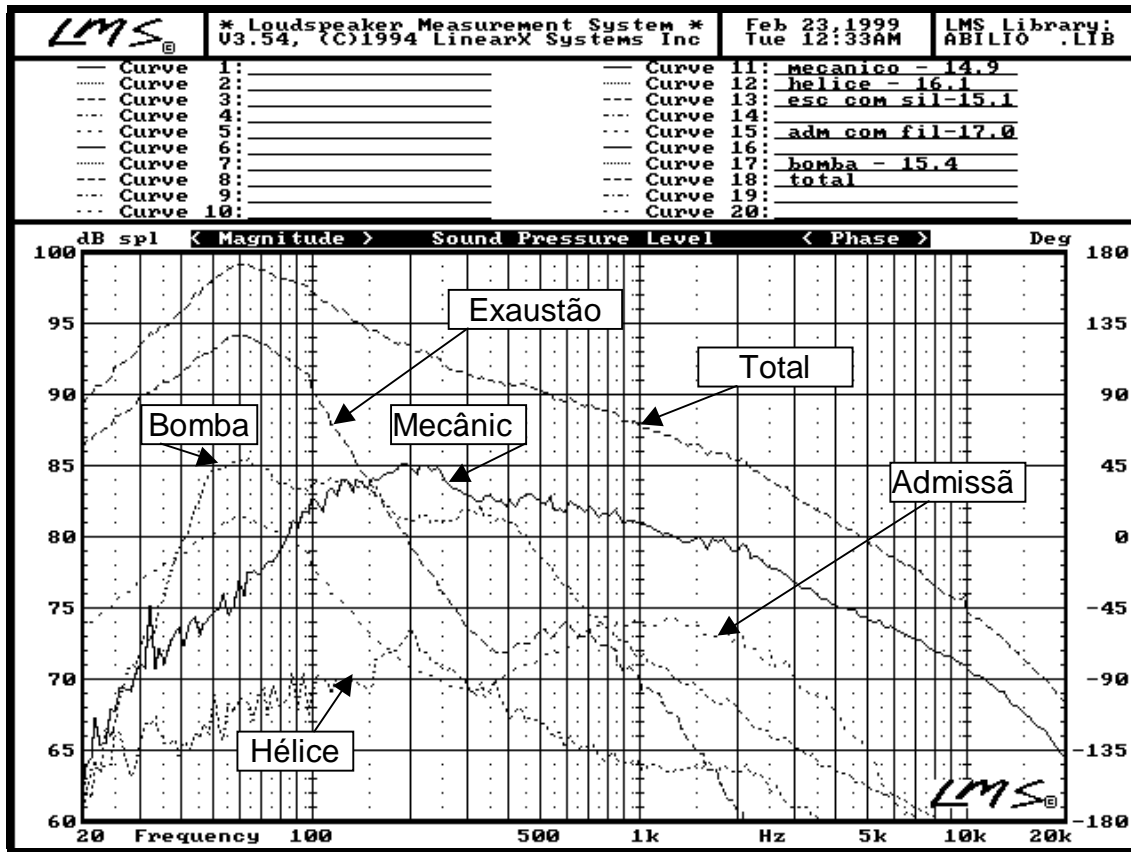 LMS©
* Loudspeaker Measurement System *
V3.54, (C)1994 LinearX Systems Inc
Feb 23,1999
Tue 12:33AM
LMS Library:
ABILIO .LIB
Curve 1:
Curve 2:
Curve 3:
Curve 4:
Curve 5:
Curve 6:
Curve 7:
Curve 8:
Curve 9:
Curve 10:
Curve 11: mecanico - 14.9
Curve 12: helice - 16.1
Curve 13: esc com sil-15.1
Curve 14:
Curve 15: adm com fil-17.0
Curve 16:
Curve 17: bomba - 15.4
Curve 18: total
Curve 19:
Curve 20:
dB spl < Magnitude > Sound Pressure Level < Phase > Deg
100 180
Exaustão
95 135
Total
90 90
Bomba Mecânic
85 45
Admissã
80 0
75 -45
70 -90
Hélice
65 -135
LMS©
60 -180
20 Frequency 100 500 1k Hz 5k 10k 20k